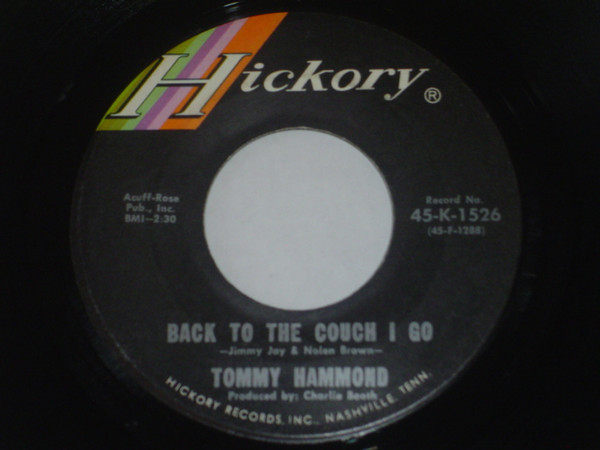 Hickory ®
Acuff-Rose
Pub., Inc.
BMI-2:30
Record No.
45-K-1526
(45-F-1288)
BACK TO THE COUCH I GO
-Jimmy Jay & Nolan Brown-
TOMMY HAMMOND
Produced by: Charlie Booth
HICKORY RECORDS, INC., NASHVILLE, TENN.